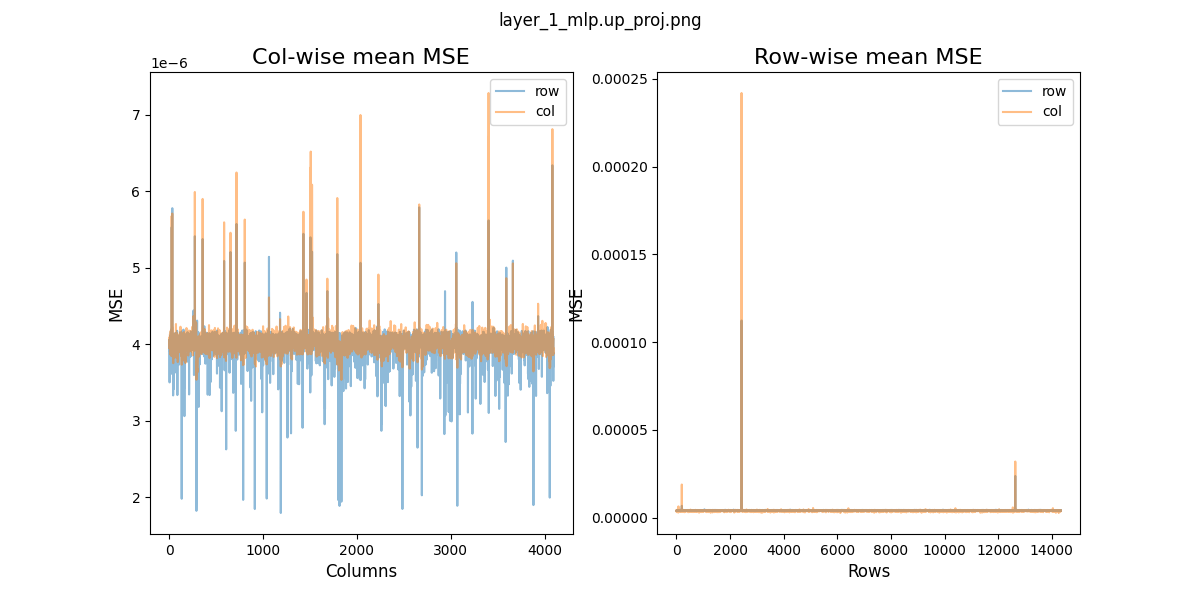 layer_1_mlp.up_proj.png
Col-wise mean MSE
1e−6
row
col
7
6
5
4
3
2
MSE
0
1000
2000
3000
4000
Columns
Row-wise mean MSE
row
col
0.00025
0.00020
0.00015
0.00010
0.00005
0.00000
MSE
0
2000
4000
6000
8000
10000
12000
14000
Rows